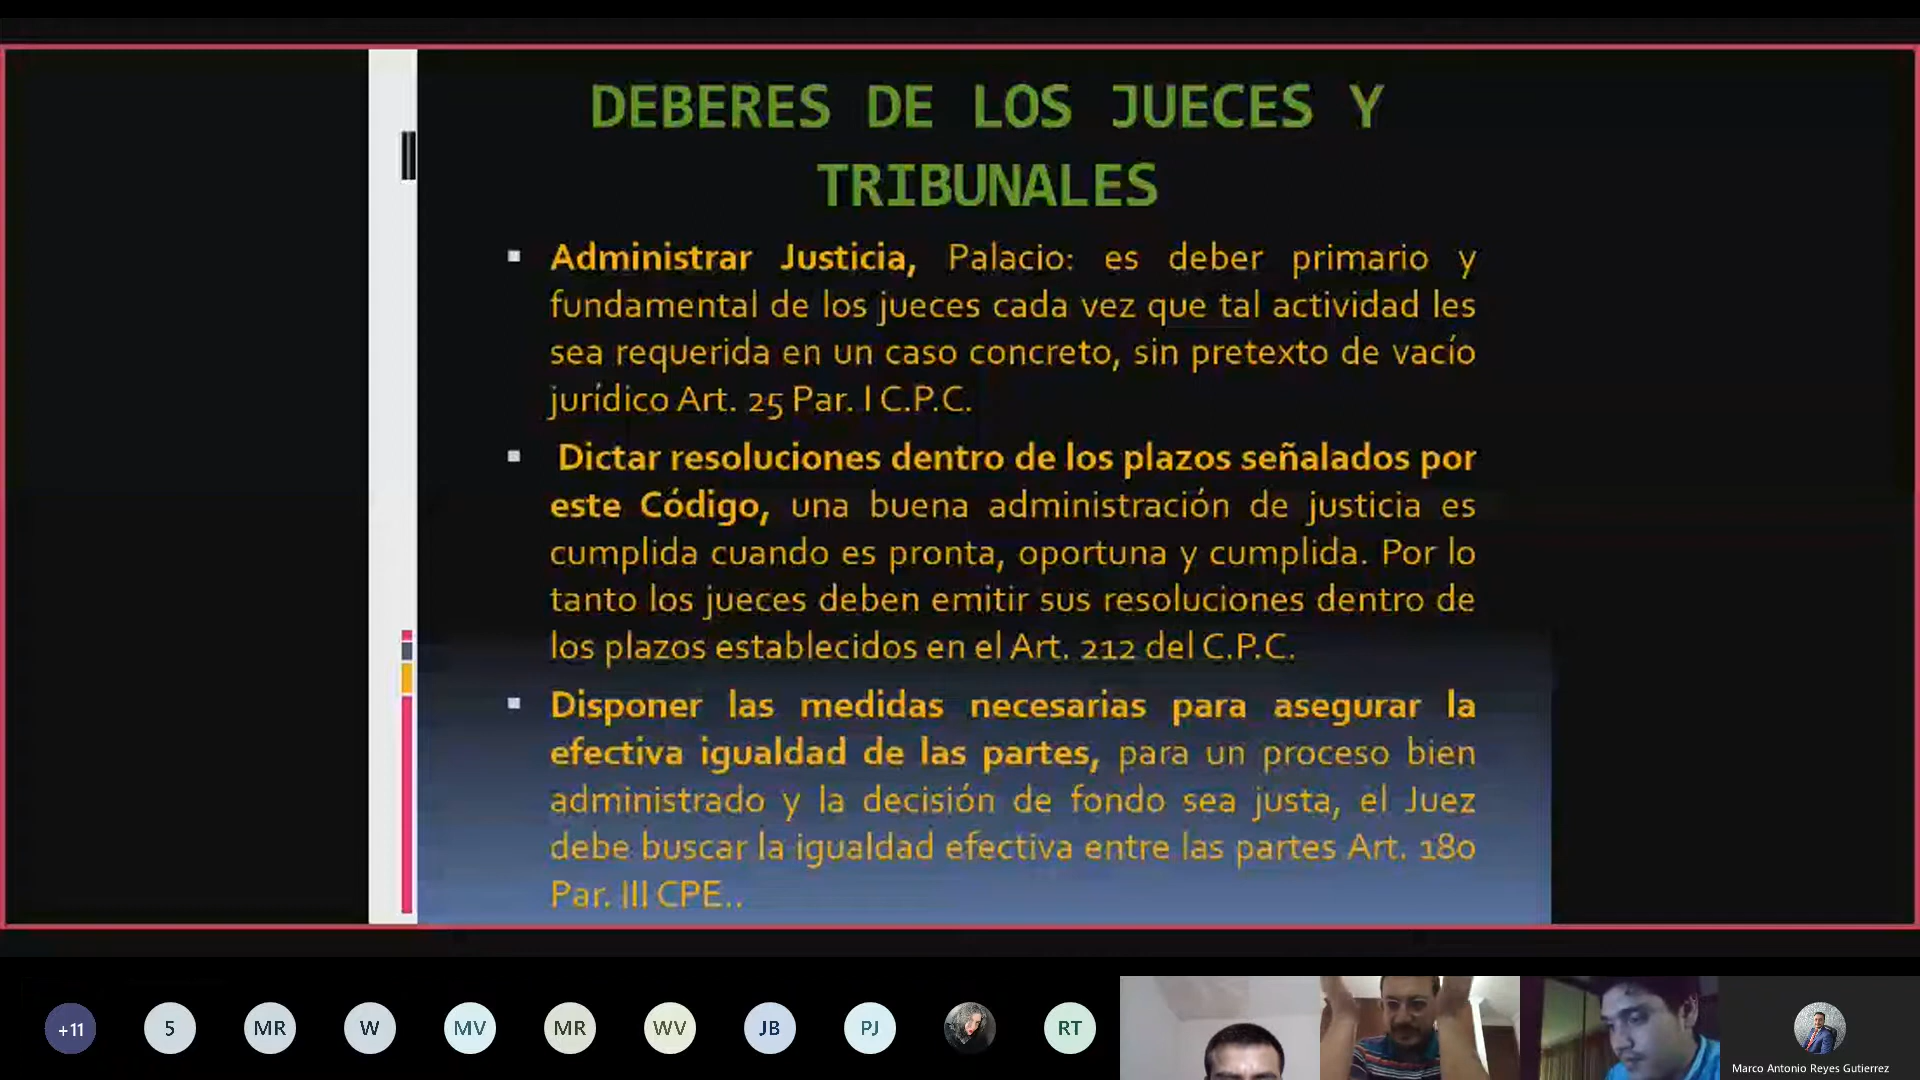 DEBERES DE LOS JUECES Y
TRIBUNALES
▪ Administrar Justicia, Palacio: es deber primario y
fundamental de los jueces cada vez que tal actividad les
sea requerida en un caso concreto, sin pretexto de vacío
jurídico Art. 25 Par. I C.P.C.
▪ Dictar resoluciones dentro de los plazos señalados por
este Código, una buena administración de justicia es
cumplida cuando es pronta, oportuna y cumplida. Por lo
tanto los jueces deben emitir sus resoluciones dentro de
los plazos establecidos en el Art. 212 del C.P.C.
▪ Disponer las medidas necesarias para asegurar la
efectiva igualdad de las partes, para un proceso bien
administrado y la decisión de fondo sea justa, el Juez
debe buscar la igualdad efectiva entre las partes Art. 180
Par. III CPE..
+11 5 MR W MV MR WV JB PJ RT
Marco Antonio Reyes Gutierrez